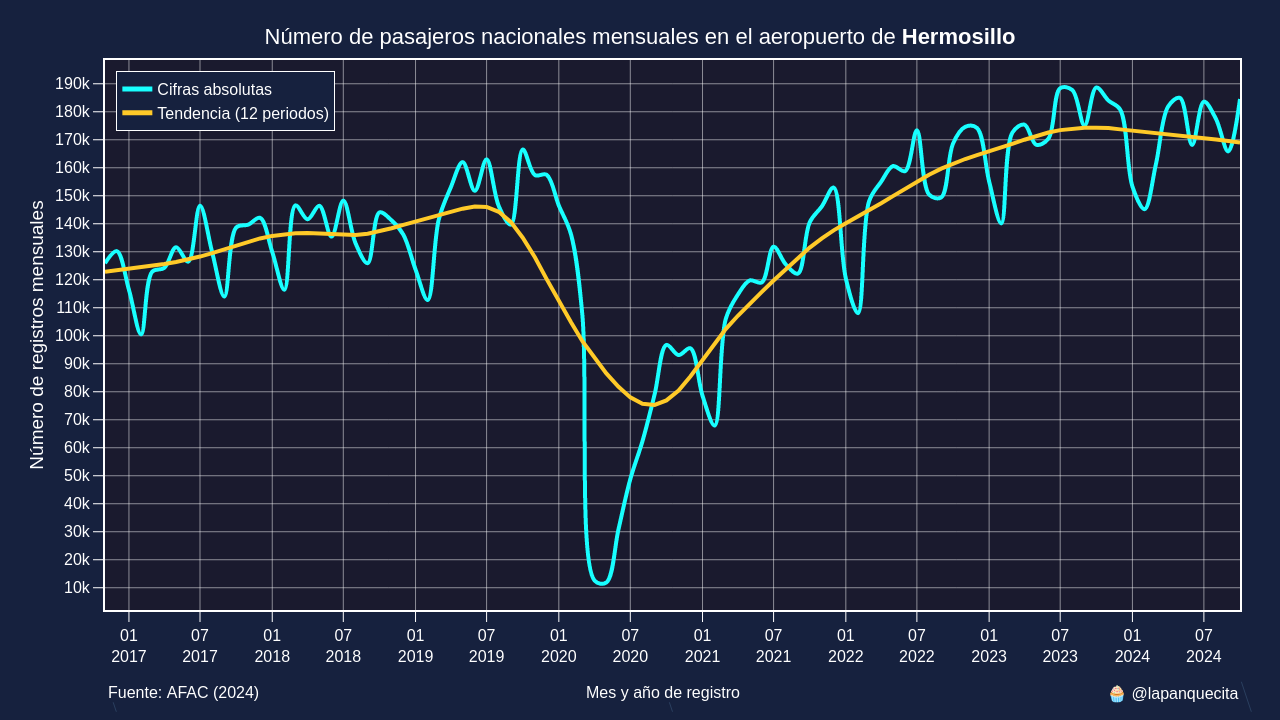 Número de pasajeros nacionales mensuales en el aeropuerto de Hermosillo
Cifras absolutas
Tendencia (12 periodos)
Número de registros mensuales
190k
180k
170k
160k
150k
140k
130k
120k
110k
100k
90k
80k
70k
60k
50k
40k
30k
20k
10k
01 07 01 07 01 07 01 07 01 07 01 07 01 07 01 07
2017 2017 2018 2018 2019 2019 2020 2020 2021 2021 2022 2022 2023 2023 2024 2024
Fuente: AFAC (2024)
Mes y año de registro
🧁 @lapanquecita